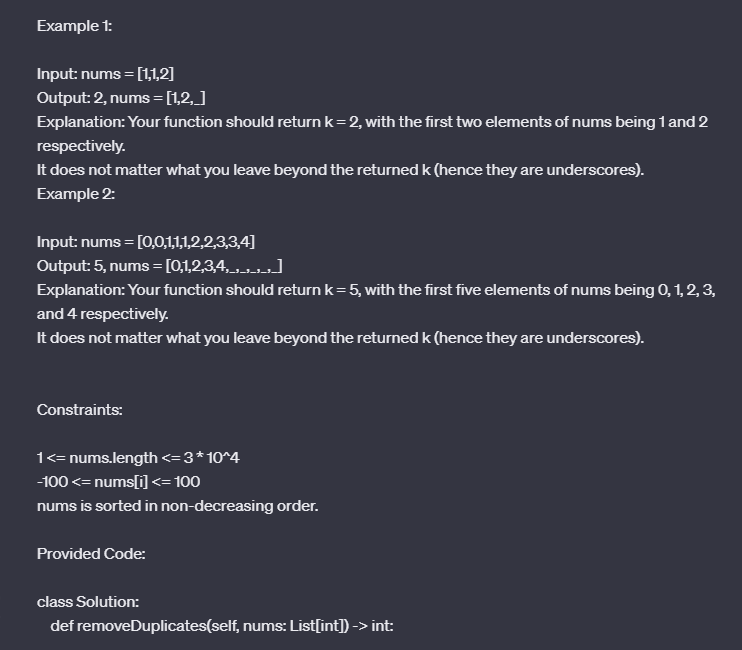 Example 1:
Input: nums = [1,1,2]
Output: 2, nums = [1,2,_]
Explanation: Your function should return k = 2, with the first two elements of nums being 1 and 2
respectively.
It does not matter what you leave beyond the returned k (hence they are underscores).
Example 2:
Input: nums = [0,0,1,1,1,2,2,3,3,4]
Output: 5, nums = [0,1,2,3,4,_,_,_,_,_]
Explanation: Your function should return k = 5, with the first five elements of nums being 0, 1, 2, 3,
and 4 respectively.
It does not matter what you leave beyond the returned k (hence they are underscores).
Constraints:
1 <= nums.length <= 3 * 10^4
-100 <= nums[i] <= 100
nums is sorted in non-decreasing order.
Provided Code:
class Solution:
def removeDuplicates(self, nums: List[int]) -> int: